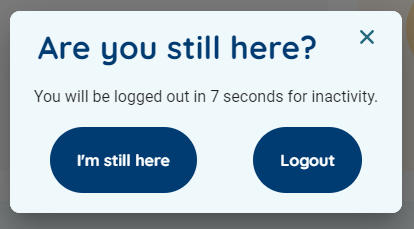 Are you still here?
You will be logged out in 7 seconds for inactivity.
I'm still here
Logout